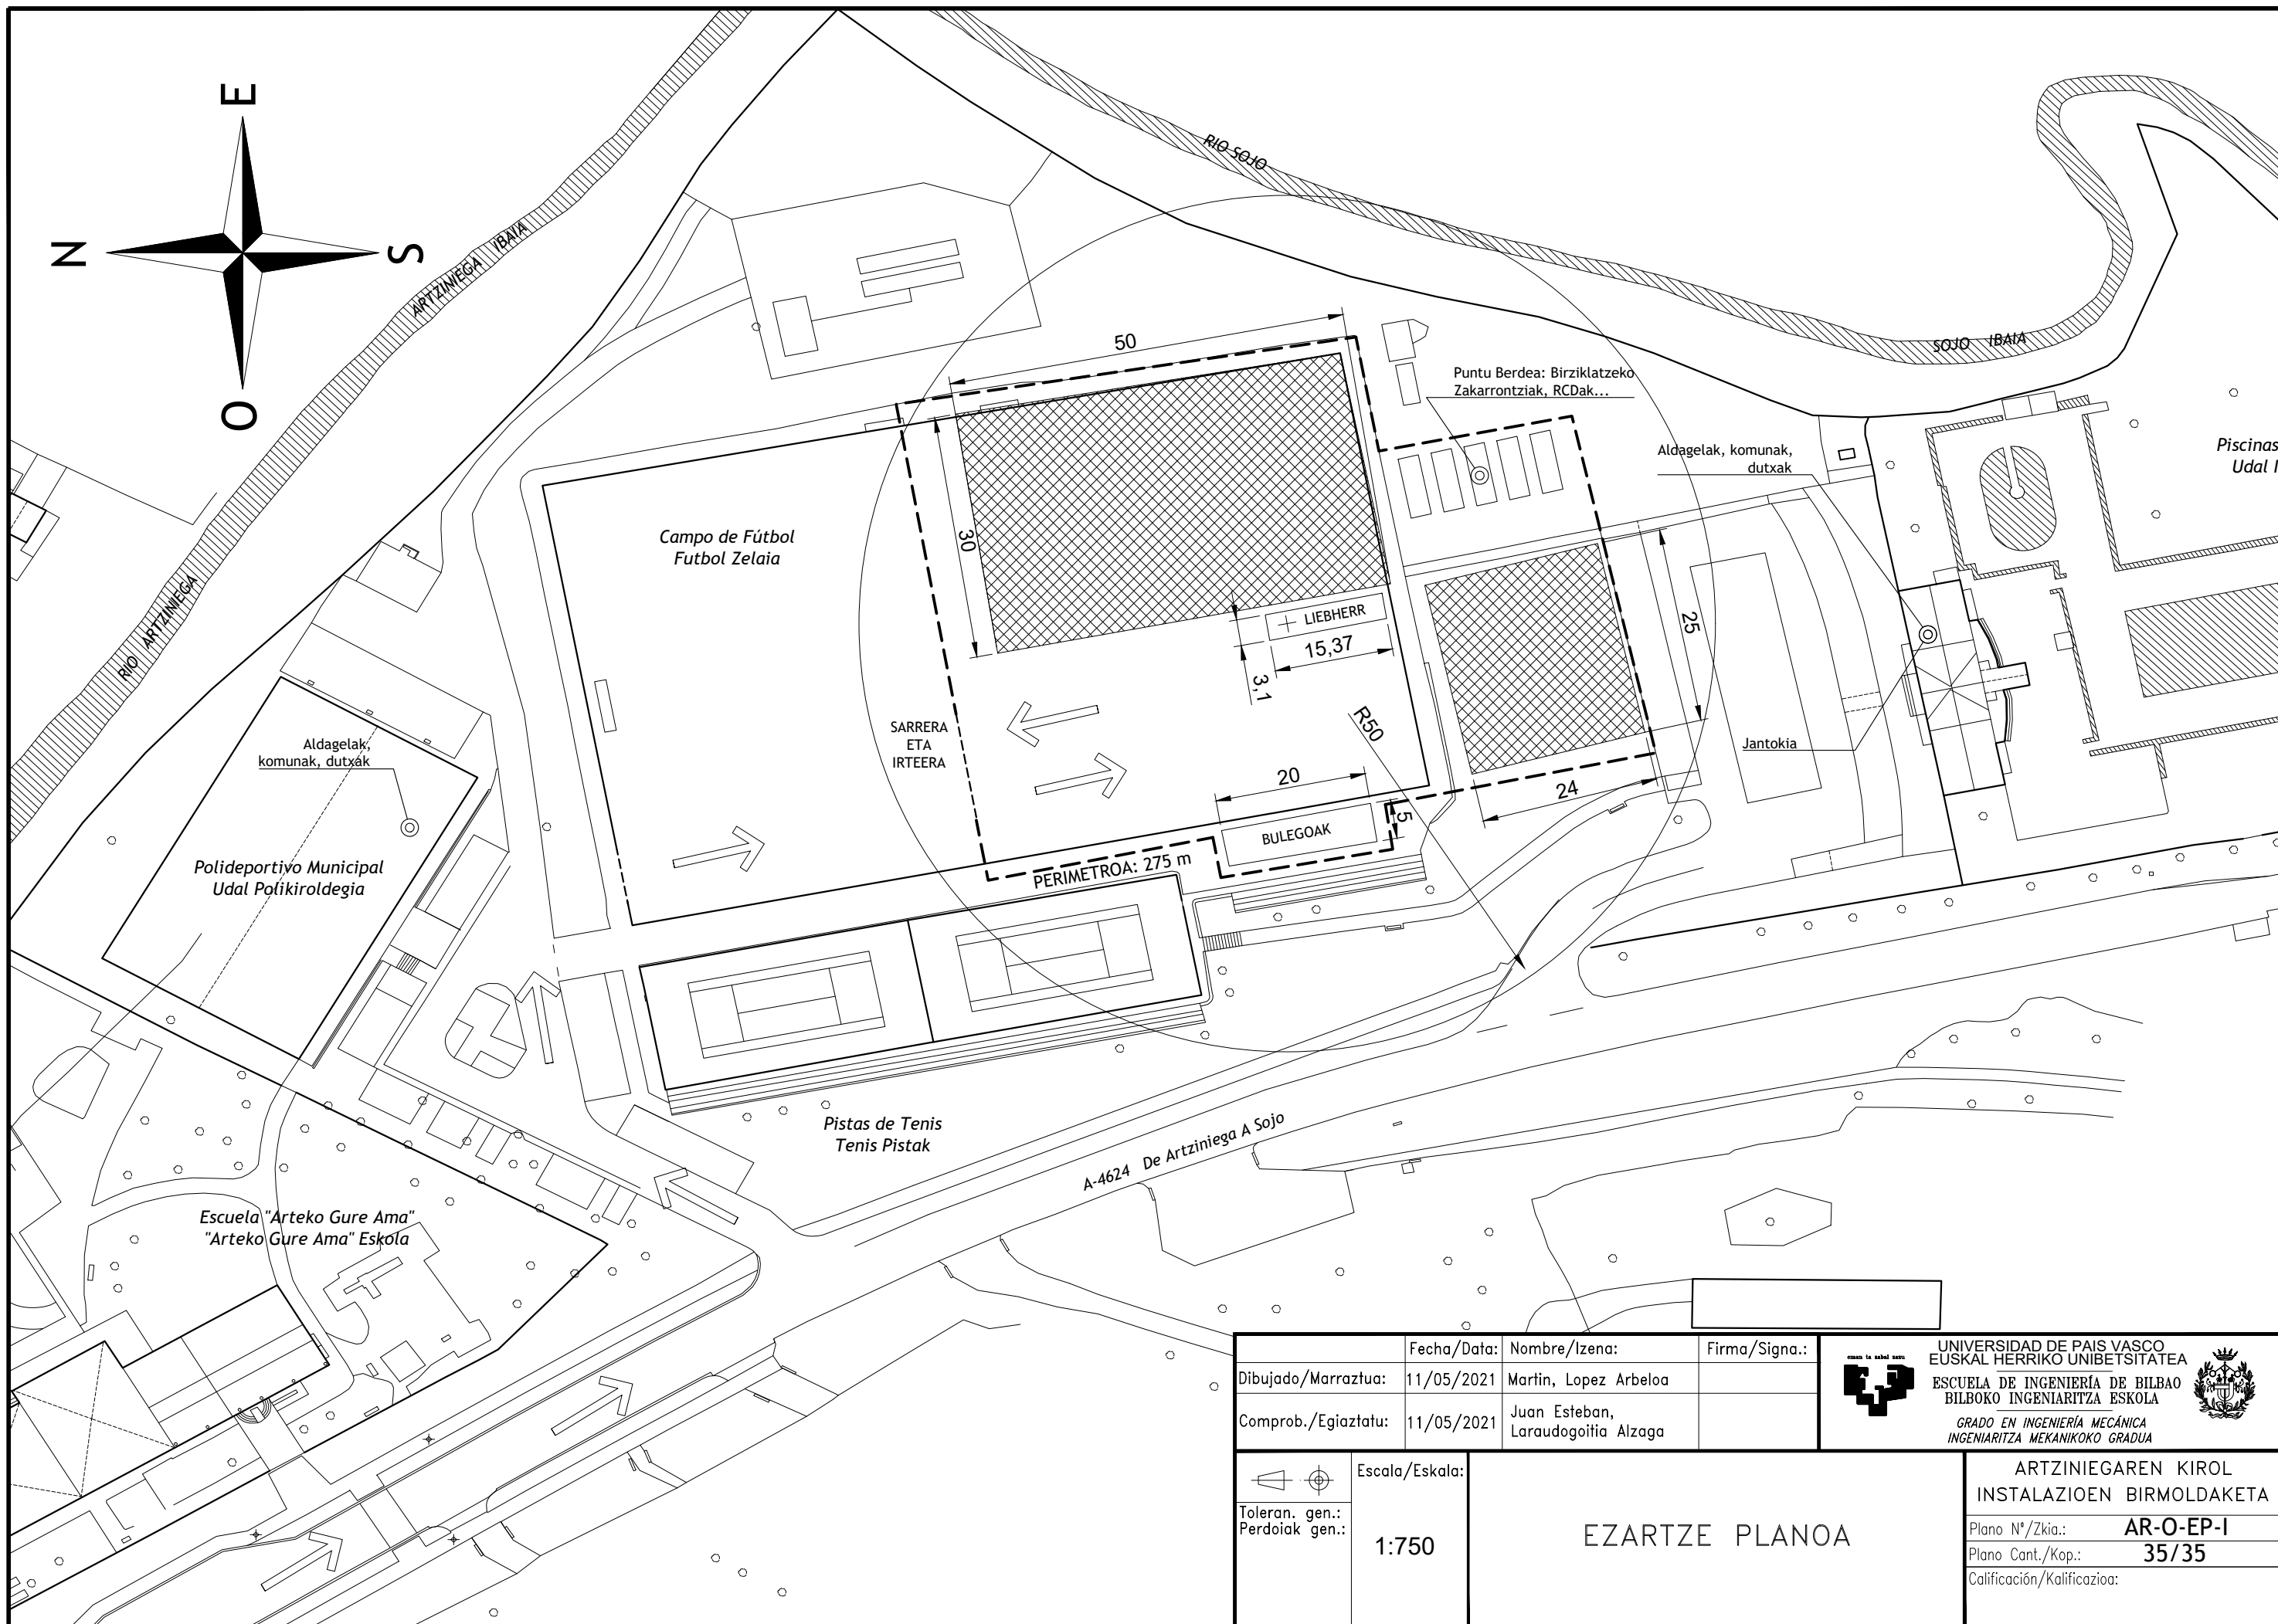 E
N
S
O
RIO SOJO
ARTZINIEGA IBAIA
SOJO IBAIA
50
Puntu Berdea: Birziklatzeko
Zakarrontziak, RCDak...
Aldagelak, komunak,
dutxak
Piscinas
Udal
Campo de Fútbol
Futbol Zelaia
30
RIO ARTZINIEGA
LIEBHERR
15,37
3,1
25
SARRERA
ETA
IRTEERA
R50
Aldagelak,
komunak, dutxak
Jantokia
20
24
5
BULEGOAK
PERIMETROA: 275 m
Polideportivo Municipal
Udal Polikiroldegia
Pistas de Tenis
Tenis Pistak
A-4624 De Artziniega A Sojo
Escuela "Arteko Gure Ama"
"Arteko Gure Ama" Eskola
Fecha/Data:
Nombre/Izena:
Firma/Signa.:
Dibujado/Marraztua:
11/05/2021
Martin, Lopez Arbeloa
Comprob./Egiaztatu:
11/05/2021
Juan Esteban,
Laraudogoitia Alzaga
eman ta zabal zazu
UNIVERSIDAD DE PAIS VASCO
EUSKAL HERRIKO UNIBETSITATEA
ESCUELA DE INGENIERÍA DE BILBAO
BILBOKO INGENIARITZA ESKOLA
GRADO EN INGENIERÍA MECÁNICA
INGENIARITZA MEKANIKOKO GRADUA
Toleran. gen.:
Perdoiak gen.:
Escala/Eskala:
1:750
EZARTZE PLANOA
ARTZINIEGAREN KIROL
INSTALAZIOEN BIRMOLDAKETA
Plano Nº/Zkia.: AR-O-EP-I
Plano Cant./Kop.: 35/35
Calificación/Kalifikazioa: